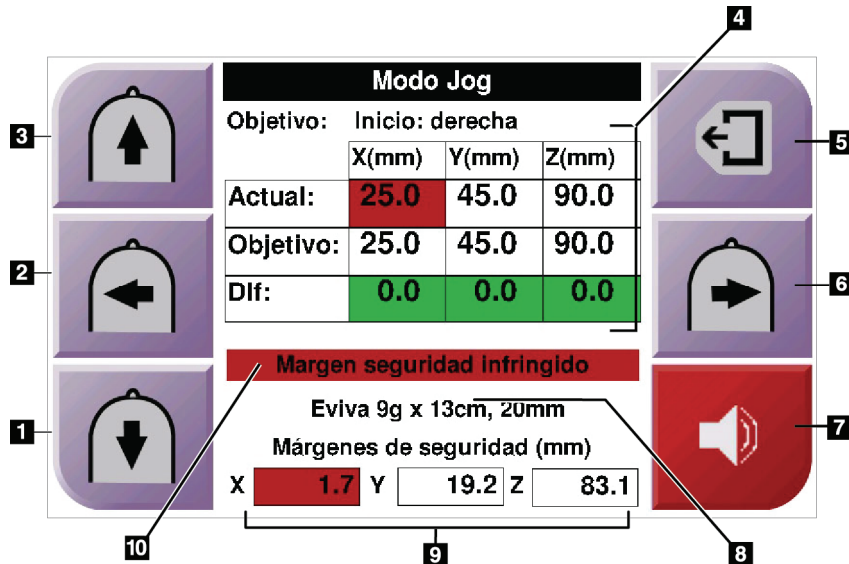 4
Modo Jog
3
5
Objetivo: Inicio: derecha
X(mm) Y(mm) Z(mm)
Actual: 25.0 45.0 90.0
Objetivo: 25.0 45.0 90.0
2
6
DIf: 0.0 0.0 0.0
Margen seguridad infringido
Eviva 9g x 13cm, 20mm
1
7
Márgenes de seguridad (mm)
X 1.7 Y 19.2 Z 83.1
10
9
8